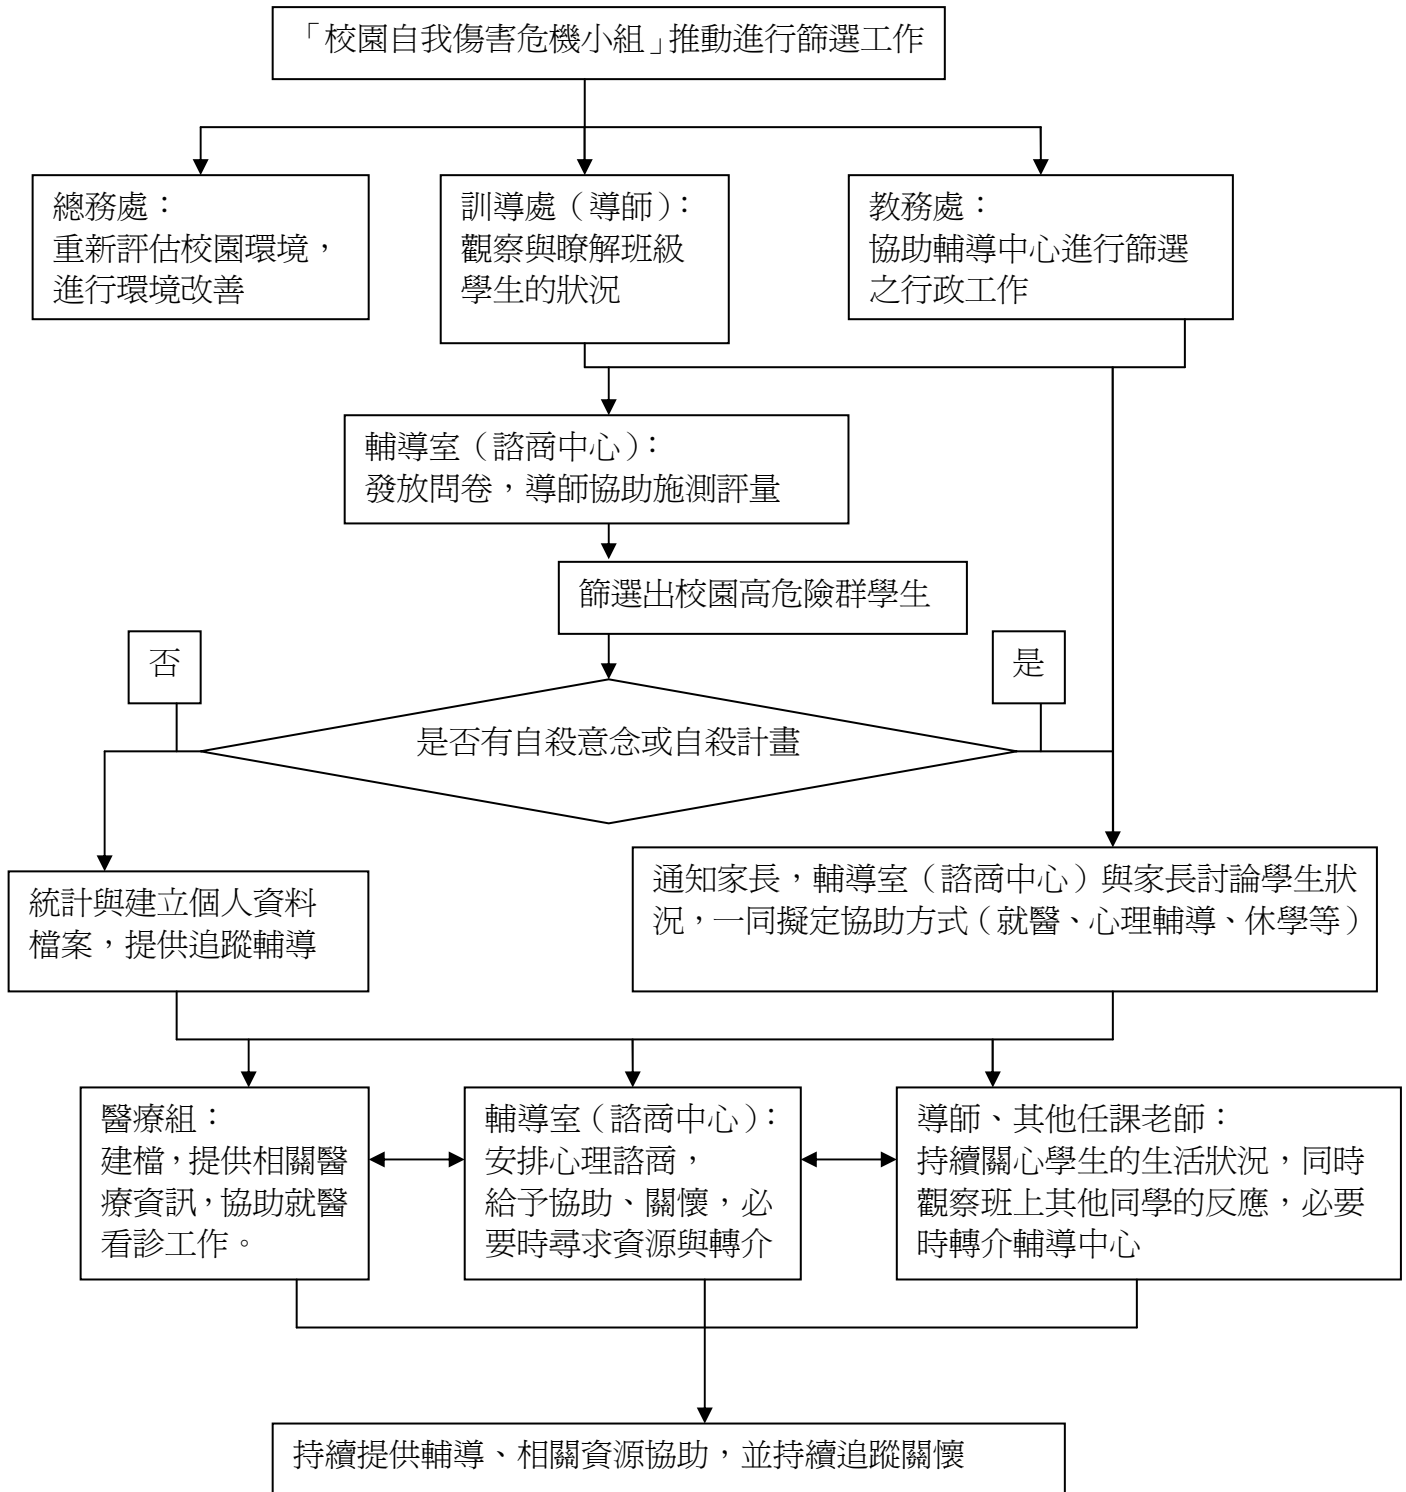 「校園自我傷害危機小組」推動進行篩選工作
總務處：
重新評估校園環境，
進行環境改善
訓導處（導師）：
觀察與瞭解班級
學生的狀況
教務處：
協助輔導中心進行篩選
之行政工作
輔導室（諮商中心）：
發放問卷，導師協助施測評量
篩選出校園高危險群學生
否
是
是否有自殺意念或自殺計畫
統計與建立個人資料
檔案，提供追蹤輔導
通知家長，輔導室（諮商中心）與家長討論學生狀
況，一同擬定協助方式（就醫、心理輔導、休學等）
醫療組：
建檔，提供相關醫
療資訊，協助就醫
看診工作。
輔導室（諮商中心）：
安排心理諮商，
給予協助、關懷，必
要時尋求資源與轉介
導師、其他任課老師：
持續關心學生的生活狀況，同時
觀察班上其他同學的反應，必要
時轉介輔導中心
持續提供輔導、相關資源協助，並持續追蹤關懷